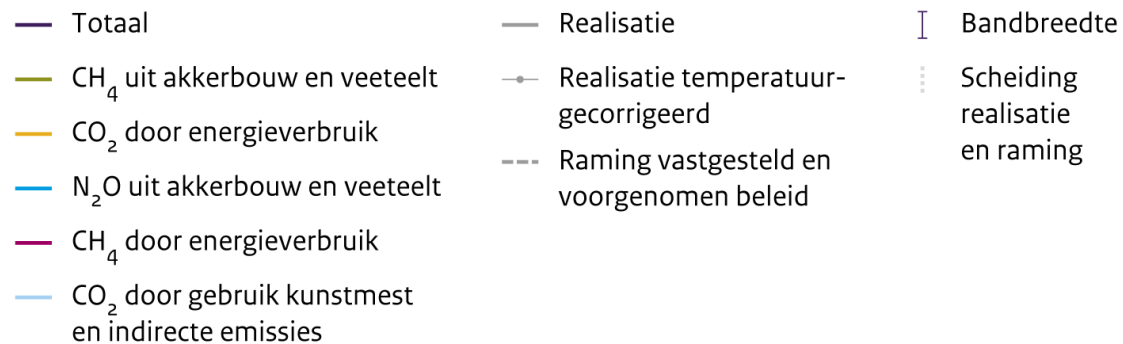 Totaal
CH₄ uit akkerbouw en veeteelt
CO₂ door energieverbruik
N₂O uit akkerbouw en veeteelt
CH₄ door energieverbruik
CO₂ door gebruik kunstmest
en indirecte emissies
Realisatie
Realisatie temperatuur-
gecorrigeerd
Raming vastgesteld en
voorgenomen beleid
Bandbreedte
Scheiding
realisatie
en raming